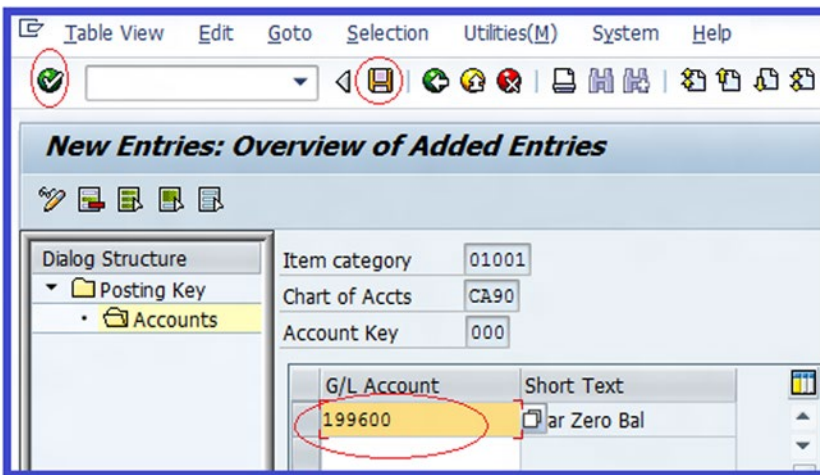 Table View Edit Goto Selection Utilities(M) System Help
New Entries: Overview of Added Entries
Dialog Structure
Posting Key
Accounts
Item category 01001
Chart of Accts CA90
Account Key 000
G/L Account Short Text
199600 ar Zero Bal